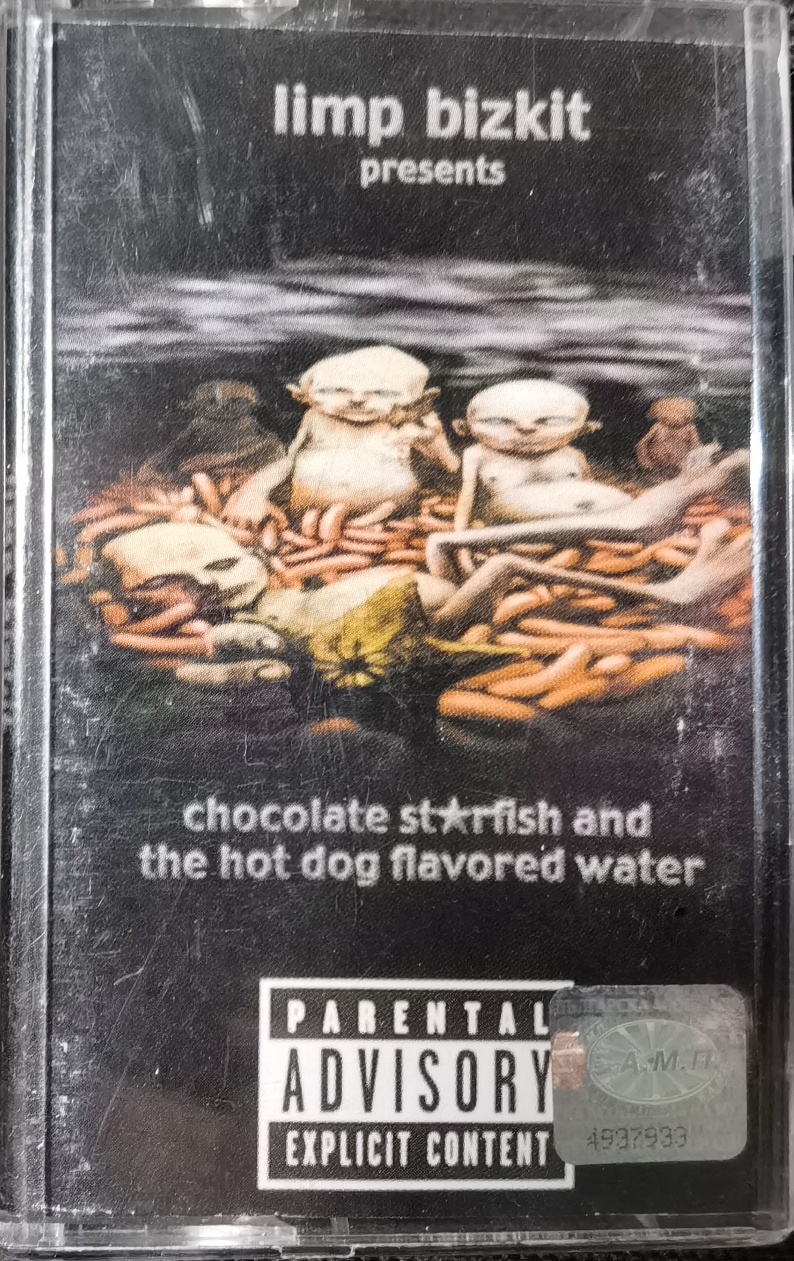 limp bizkit
presents
chocolate st★rfish and
the hot dog flavored water
PARENTAL
ADVISORY
EXPLICIT CONTENT
А.М.П.
4937933